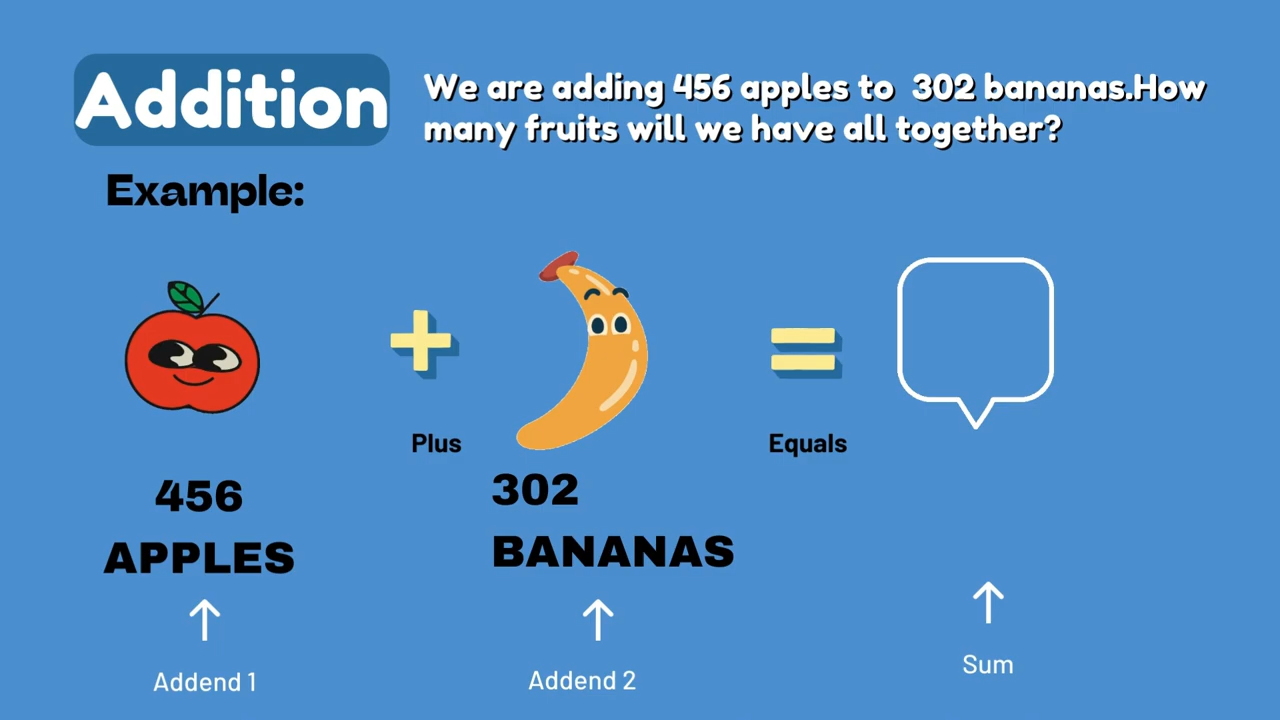 Addition
We are adding 456 apples to 302 bananas.How
many fruits will we have all together?
Example:
Plus
Equals
456
APPLES
302
BANANAS
Addend 1
Addend 2
Sum